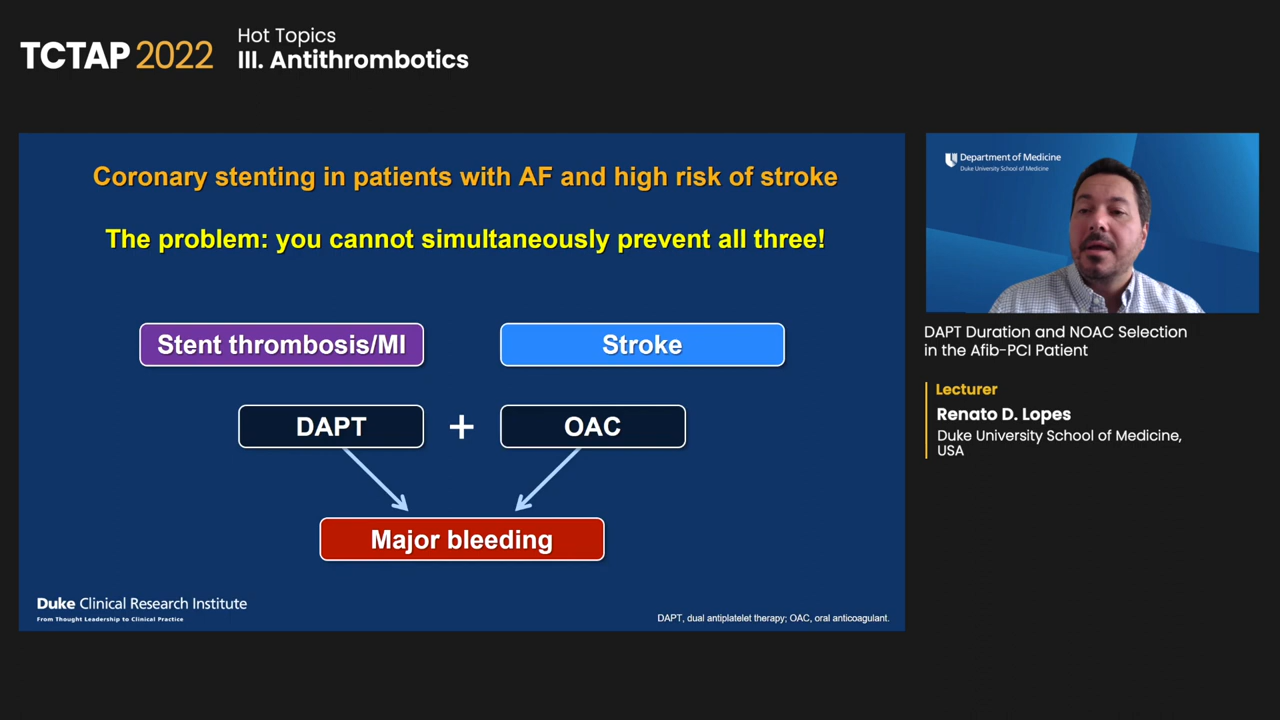 TCTAP 2022
Hot Topics
III. Antithrombotics
Coronary stenting in patients with AF and high risk of stroke
The problem: you cannot simultaneously prevent all three!
Stent thrombosis/MI
Stroke
DAPT
+
OAC
Major bleeding
Duke Clinical Research Institute
From Thought Leadership to Clinical Practice
DAPT, dual antiplatelet therapy; OAC, oral anticoagulant.
Department of Medicine
Duke University School of Medicine
DAPT Duration and NOAC Selection
in the Afib-PCI Patient
Lecturer
Renato D. Lopes
Duke University School of Medicine,
USA